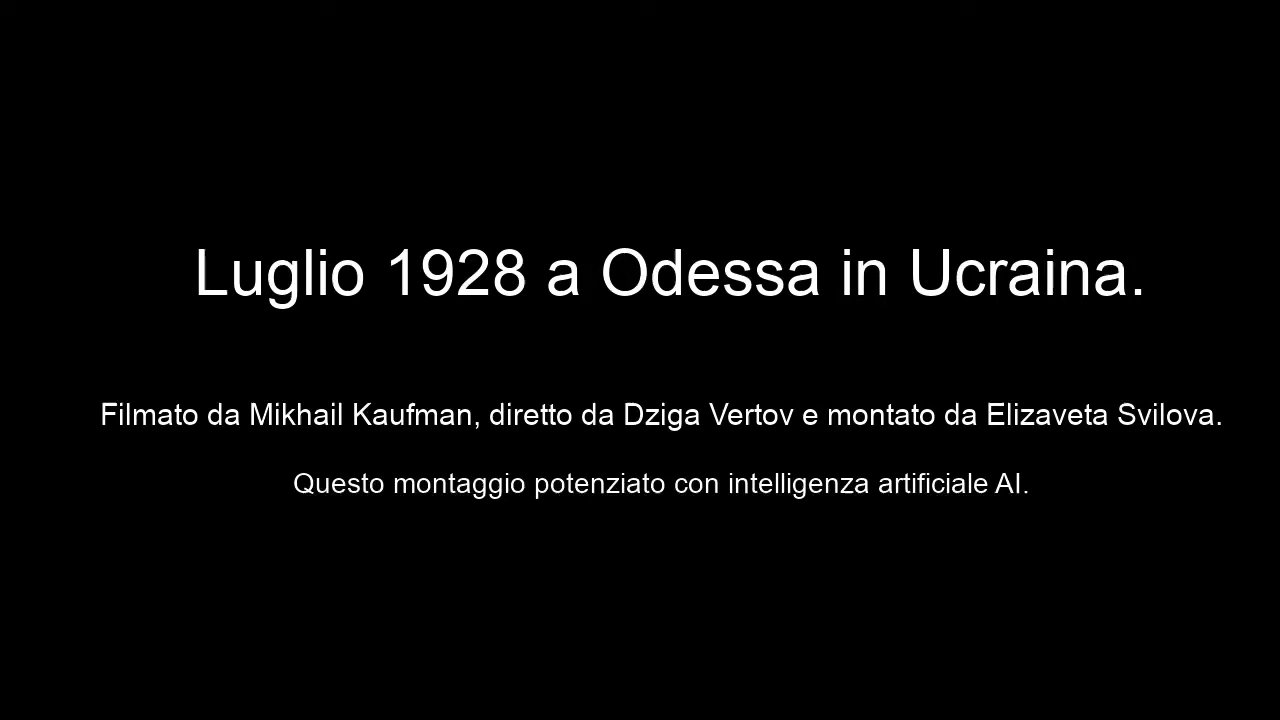 Luglio 1928 a Odessa in Ucraina.
Filmato da Mikhail Kaufman, diretto da Dziga Vertov e montato da Elizaveta Svilova.
Questo montaggio potenziato con intelligenza artificiale AI.